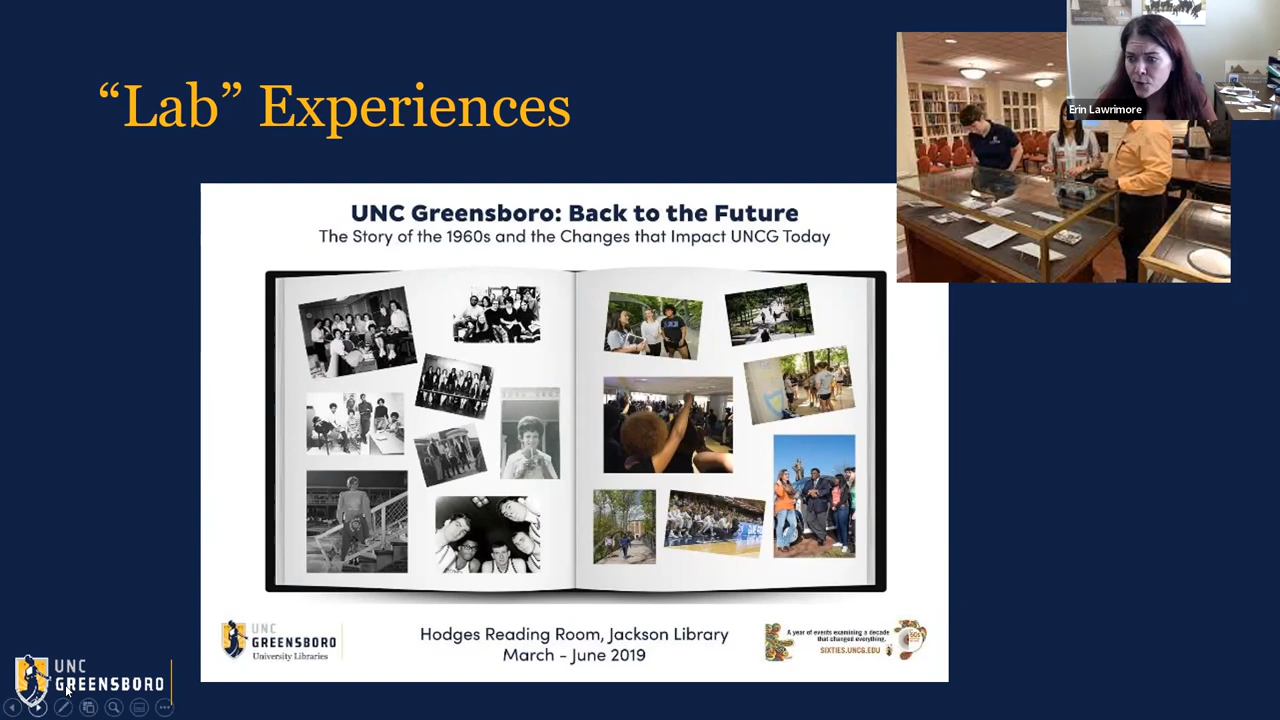 “Lab” Experiences
Erin Lawrimore
UNC Greensboro: Back to the Future
The Story of the 1960s and the Changes that Impact UNCG Today
UNC
GREENSBORO
University Libraries
Hodges Reading Room, Jackson Library
March - June 2019
A year of events examining a decade
that changed everything.
SIXTIES.UNCG.EDU
60s
UNC
GREENSBORO